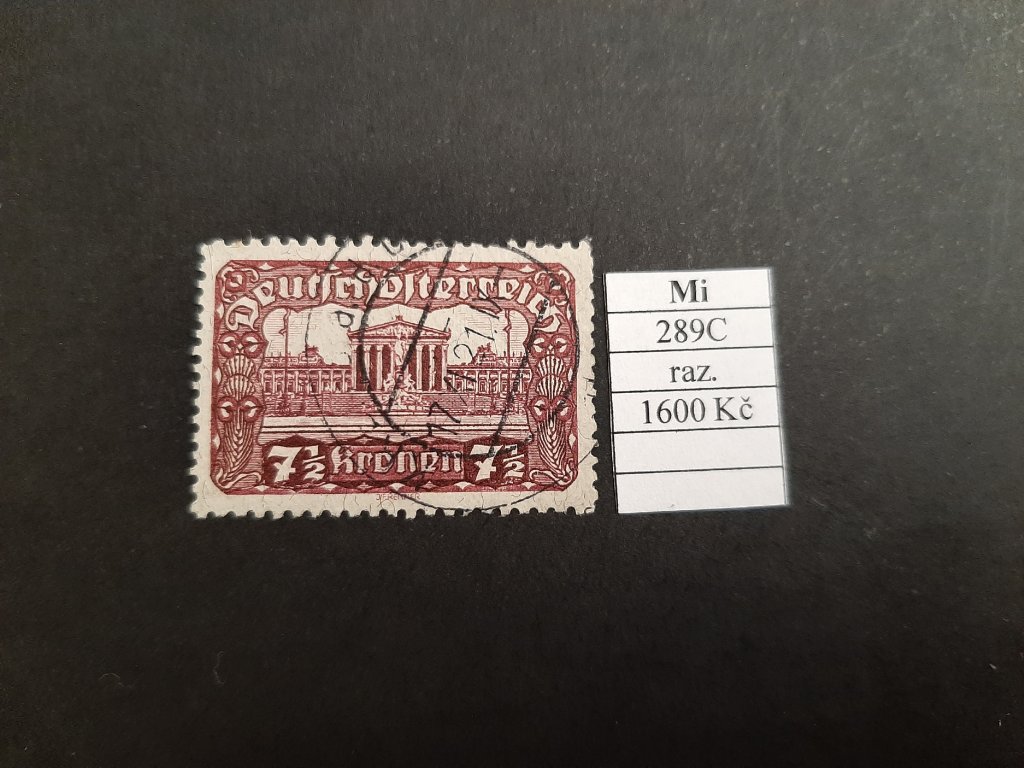 Deutschösterreich
7½ Kronen 7½
Mi
289C
raz.
1600 Kč